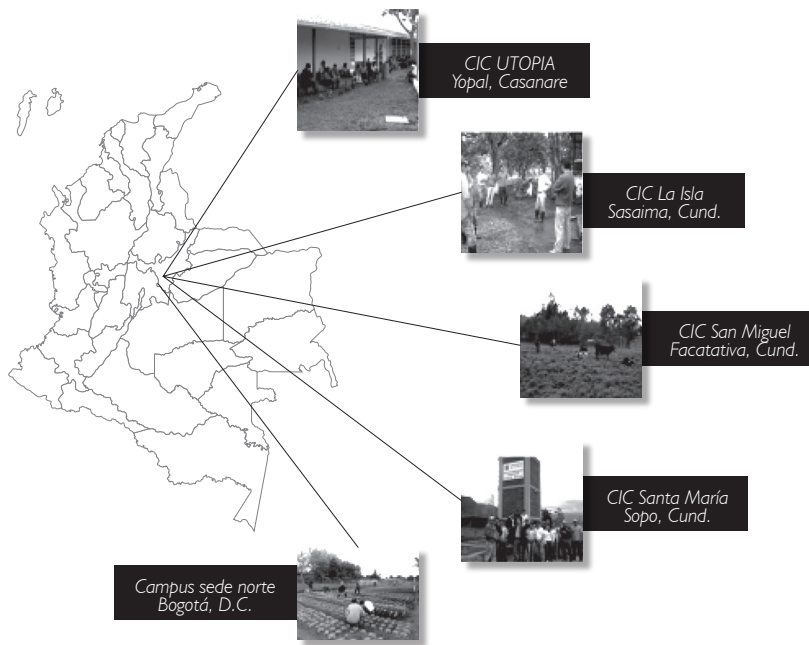 CIC UTOPIA
Yopal, Casanare
CIC La Isla
Sasaima, Cund.
CIC San Miguel
Facatativa, Cund.
CIC Santa María
Sopo, Cund.
Campus sede norte
Bogotá, D.C.